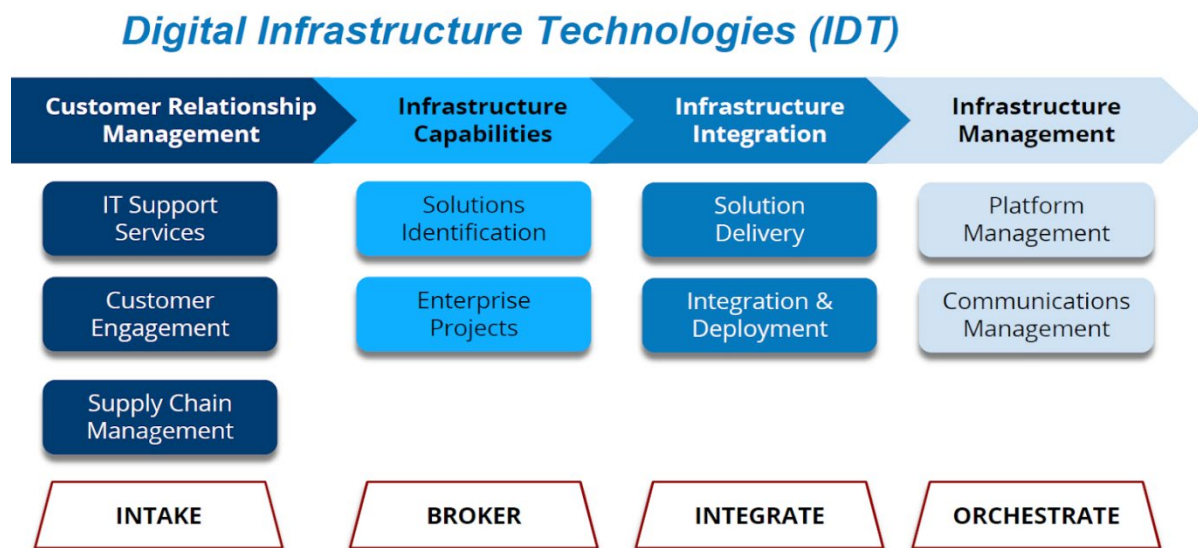 Digital Infrastructure Technologies (IDT)
Customer Relationship
Management
Infrastructure
Capabilities
Infrastructure
Integration
Infrastructure
Management
IT Support
Services
Solutions
Identification
Solution
Delivery
Platform
Management
Customer
Engagement
Enterprise
Projects
Integration &
Deployment
Communications
Management
Supply Chain
Management
INTAKE
BROKER
INTEGRATE
ORCHESTRATE